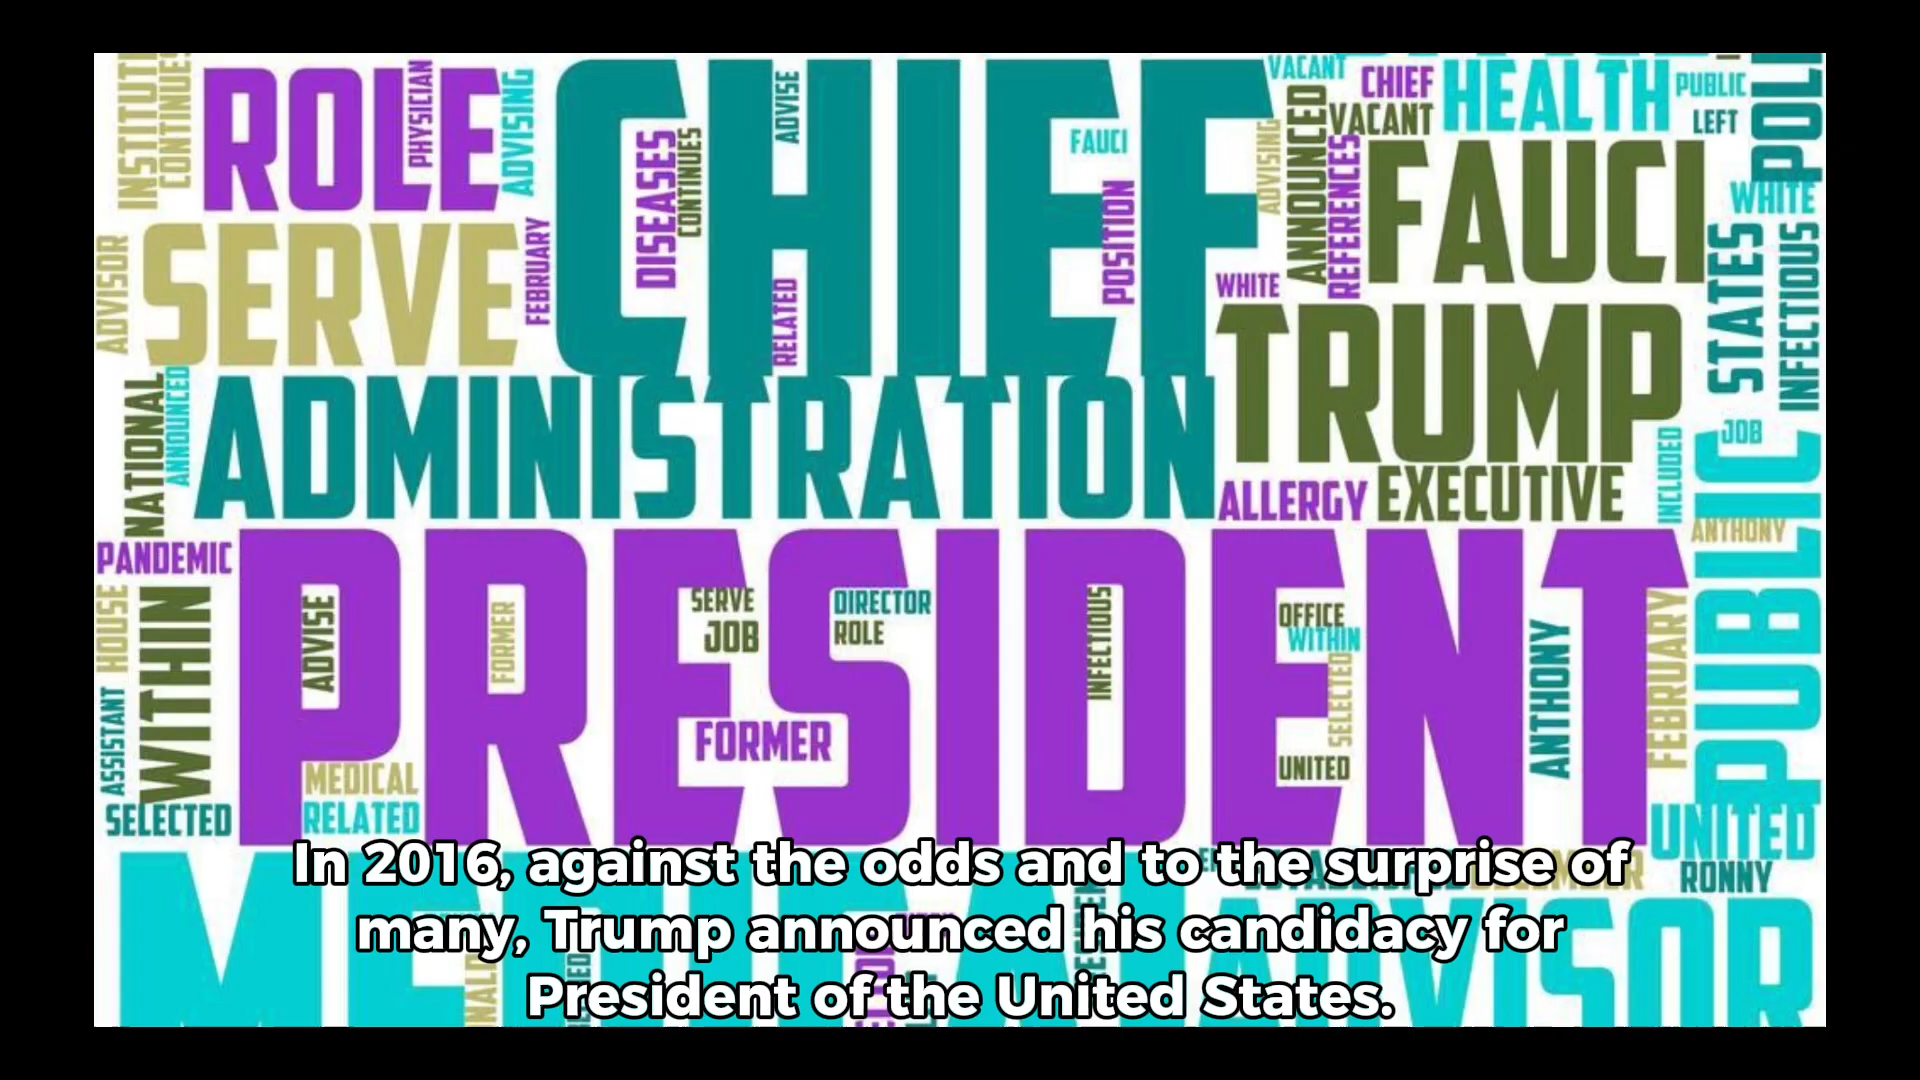 INSTITUT
CONTINUES
ROLE
PHYSICIAN
ADVISING
CHIEF
ADVISE
DISEASES
CONTINUES
FAUCI
POSITION
RELATED
VACANT
CHIEF
VACANT
HEALTH
PUBLIC
LEFT
POLI
ADVISING
ANNOUNCED
REFERENCES
FAUCI
WHITE
WHITE
STATES
INFECTIOUS
ADVISOR
SERVE
FEBRUARY
TRUMP
NATIONAL
ANNOUNCED
ADMINISTRATION
ALLERGY
EXECUTIVE
INCLUDED
JOB
ANTHONY
PUBLIC
PANDEMIC
HOUSE
WITHIN
ASSISTANT
SELECTED
PRESIDENT
ADVISE
FORMER
SERVE
JOB
DIRECTOR
ROLE
FORMER
INFECTIOUS
OFFICE
WITHIN
SELECTED
UNITED
ANTHONY
FEBRUARY
MEDICAL
RELATED
UNITED
RONNY
ADVISOR
In 2016, against the odds and to the surprise of
many, Trump announced his candidacy for
President of the United States.